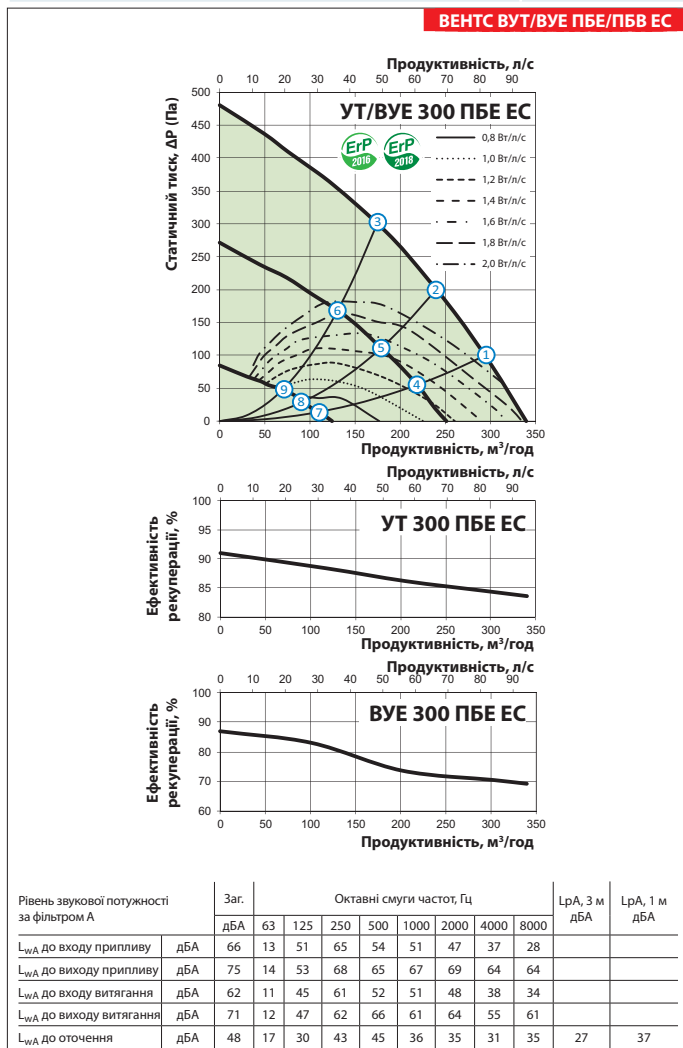 ВЕНТС ВУТ/ВУЕ ПБЕ/ПБВ ЕС
Продуктивність, л/с
0 10 20 30 40 50 60 70 80 90
500
450
400
350
300
250
200
150
100
50
0
Статичний тиск, ΔР (Па)
УТ/ВУЕ 300 ПБЕ ЕС
ErP 2016
ErP 2018
0,8 Вт/л/с
1,0 Вт/л/с
1,2 Вт/л/с
1,4 Вт/л/с
1,6 Вт/л/с
1,8 Вт/л/с
2,0 Вт/л/с
3
2
6
5
1
4
9
8
7
0 50 100 150 200 250 300 350
Продуктивність, м³/год
Продуктивність, л/с
0 10 20 30 40 50 60 70 80 90
100
95
90
85
80
Ефективність
рекуперації, %
УТ 300 ПБЕ ЕС
0 50 100 150 200 250 300 350
Продуктивність, м³/год
Продуктивність, л/с
0 10 20 30 40 50 60 70 80 90
100
90
80
70
60
Ефективність
рекуперації, %
ВУЕ 300 ПБЕ ЕС
0 50 100 150 200 250 300 350
Продуктивність, м³/год
Рівень звукової потужності за фільтром А Заг. Октавні смуги частот, Гц LpA, 3 м дБА LpA, 1 м дБА
дБА 63 125 250 500 1000 2000 4000 8000
LwA до входу припливу дБА 66 13 51 65 54 51 47 37 28
LwA до виходу припливу дБА 75 14 53 68 65 67 69 64 64
LwA до входу витягання дБА 62 11 45 61 52 51 48 38 34
LwA до виходу витягання дБА 71 12 47 62 66 61 64 55 61
LwA до оточення дБА 48 17 30 43 45 36 35 31 35 27 37